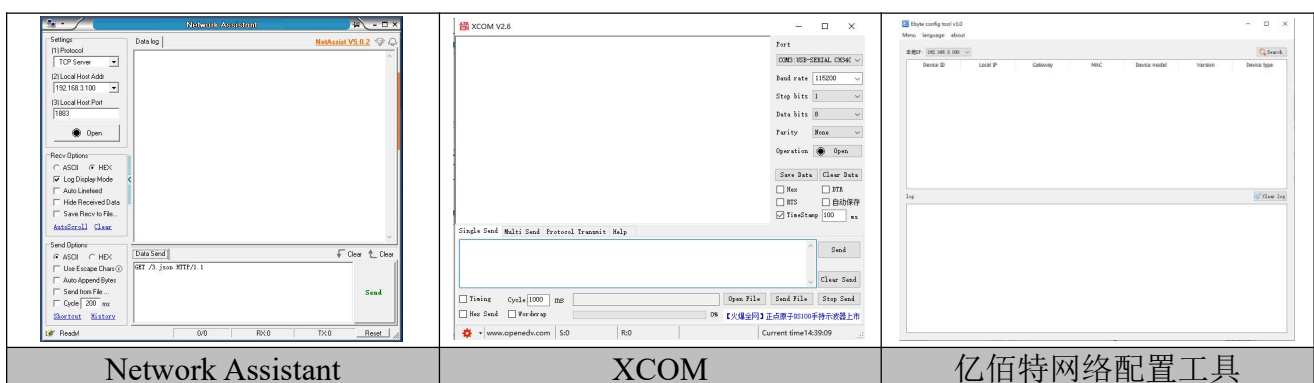 Network Assistant
Settings
(1) Protocol
TCP Server
(2) Local Host Addr
192.168.3.100
(3) Local Host Port
1883
Open
Recv Options
ASCII HEX
Log Display Mode
Auto Linefeed
Hide Received Data
Save Recv to File...
AutoScroll Clear
Send Options
ASCII HEX
Use Escape Chars
Auto Append Bytes
Send from File ...
Cycle 200 ms
Shortcut History
Data log
NetAssist V5.0.2
Data Send
Clear Clear
GET /3.json HTTP/1.1
Send
Ready! 0/0 RX:0 TX:0 Reset
XCOM V2.6
Port
COM3:USB-SERIAL CH34(
Baud rate 115200
Stop bits 1
Data bits 8
Parity None
Operation Open
Save Data Clear Data
Hex DTR
RTS 自动保存
TimeStamp 100 ms
Single Send Multi Send Protocol Transmit Help
Send
Clear Send
Timing Cycle 1000 ms Open File Send File Stop Send
Hex Send Wordwrap 0% 【火爆全网】正点原子DS100手持示波器上市
www.openedv.com S:0 R:0 Current time14:39:09
Ebyte config tool v3.0
Menu language about
本地IP: 192.168.3.100 Search
Device ID Local IP Gateway MAC Device model Version Device type
log Clear log
Network Assistant XCOM 亿佰特网络配置工具